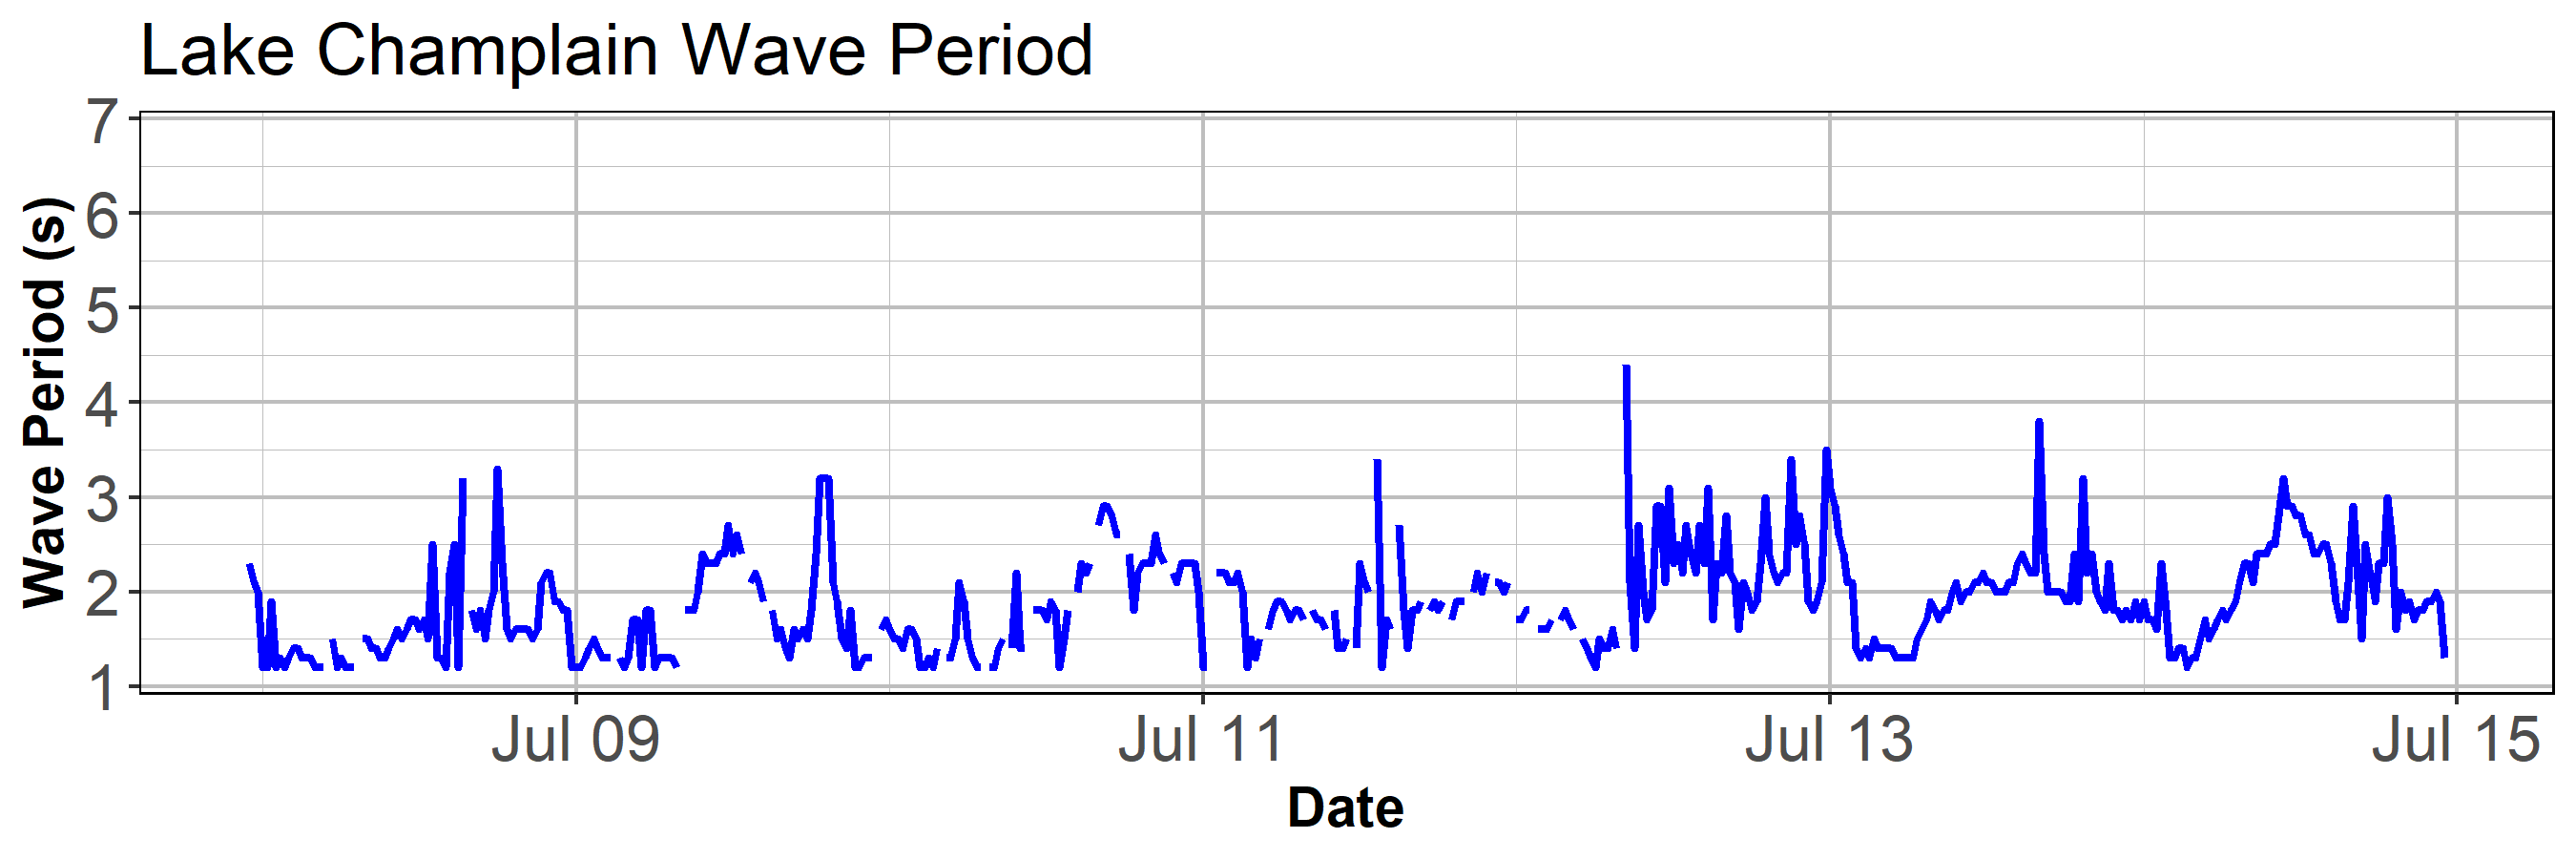 Lake Champlain Wave Period
Wave Period (s)
7
6
5
4
3
2
1
Jul 09
Jul 11
Jul 13
Jul 15
Date